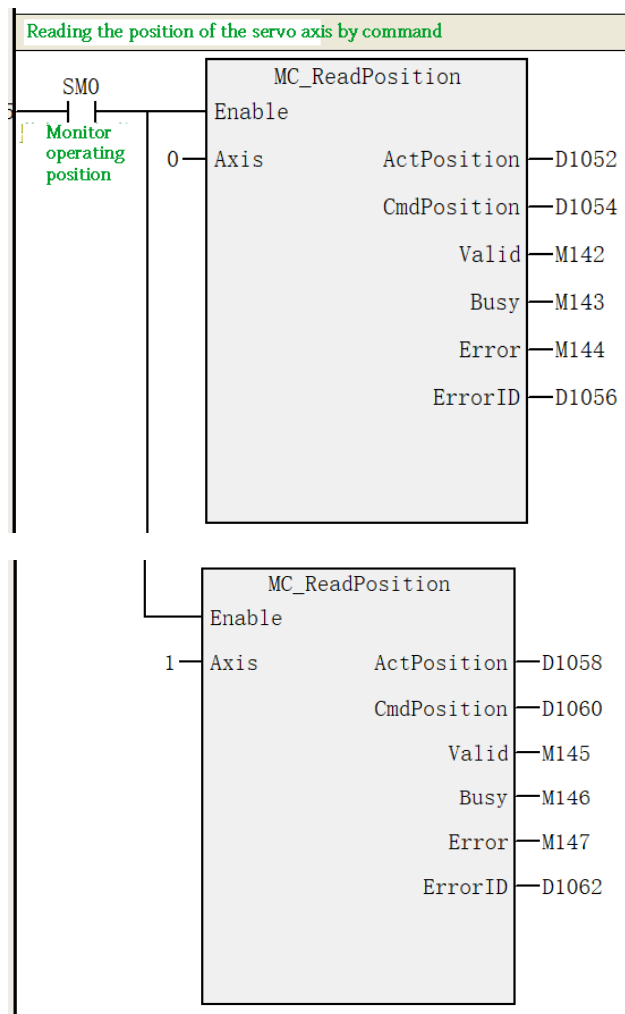 Reading the position of the servo axis by command
SM0
Monitor
operating
position
MC_ReadPosition
Enable
0 Axis ActPosition D1052
CmdPosition D1054
Valid M142
Busy M143
Error M144
ErrorID D1056
MC_ReadPosition
Enable
1 Axis ActPosition D1058
CmdPosition D1060
Valid M145
Busy M146
Error M147
ErrorID D1062